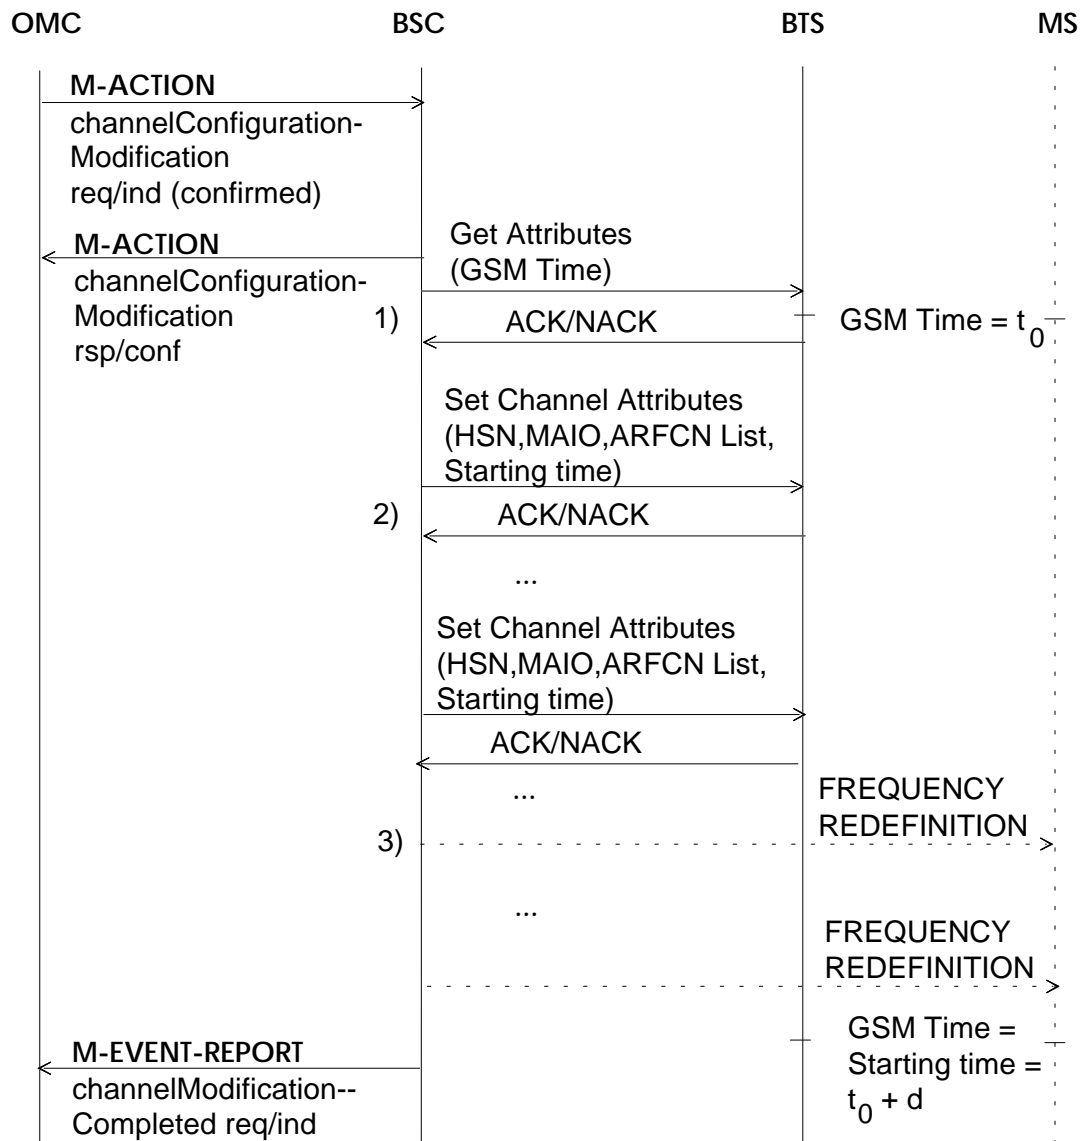 OMC BSC BTS MS
M-ACTION
channelConfiguration-
Modification
req/ind (confirmed)
M-ACTION
channelConfiguration-
Modification
rsp/conf
Get Attributes
(GSM Time)
1)
ACK/NACK
GSM Time = t0
Set Channel Attributes
(HSN,MAIO,ARFCN List,
Starting time)
2)
ACK/NACK
...
Set Channel Attributes
(HSN,MAIO,ARFCN List,
Starting time)
ACK/NACK
...
FREQUENCY
REDEFINITION
3)
...
FREQUENCY
REDEFINITION
GSM Time =
Starting time =
t0 + d
M-EVENT-REPORT
channelModification--
Completed req/ind